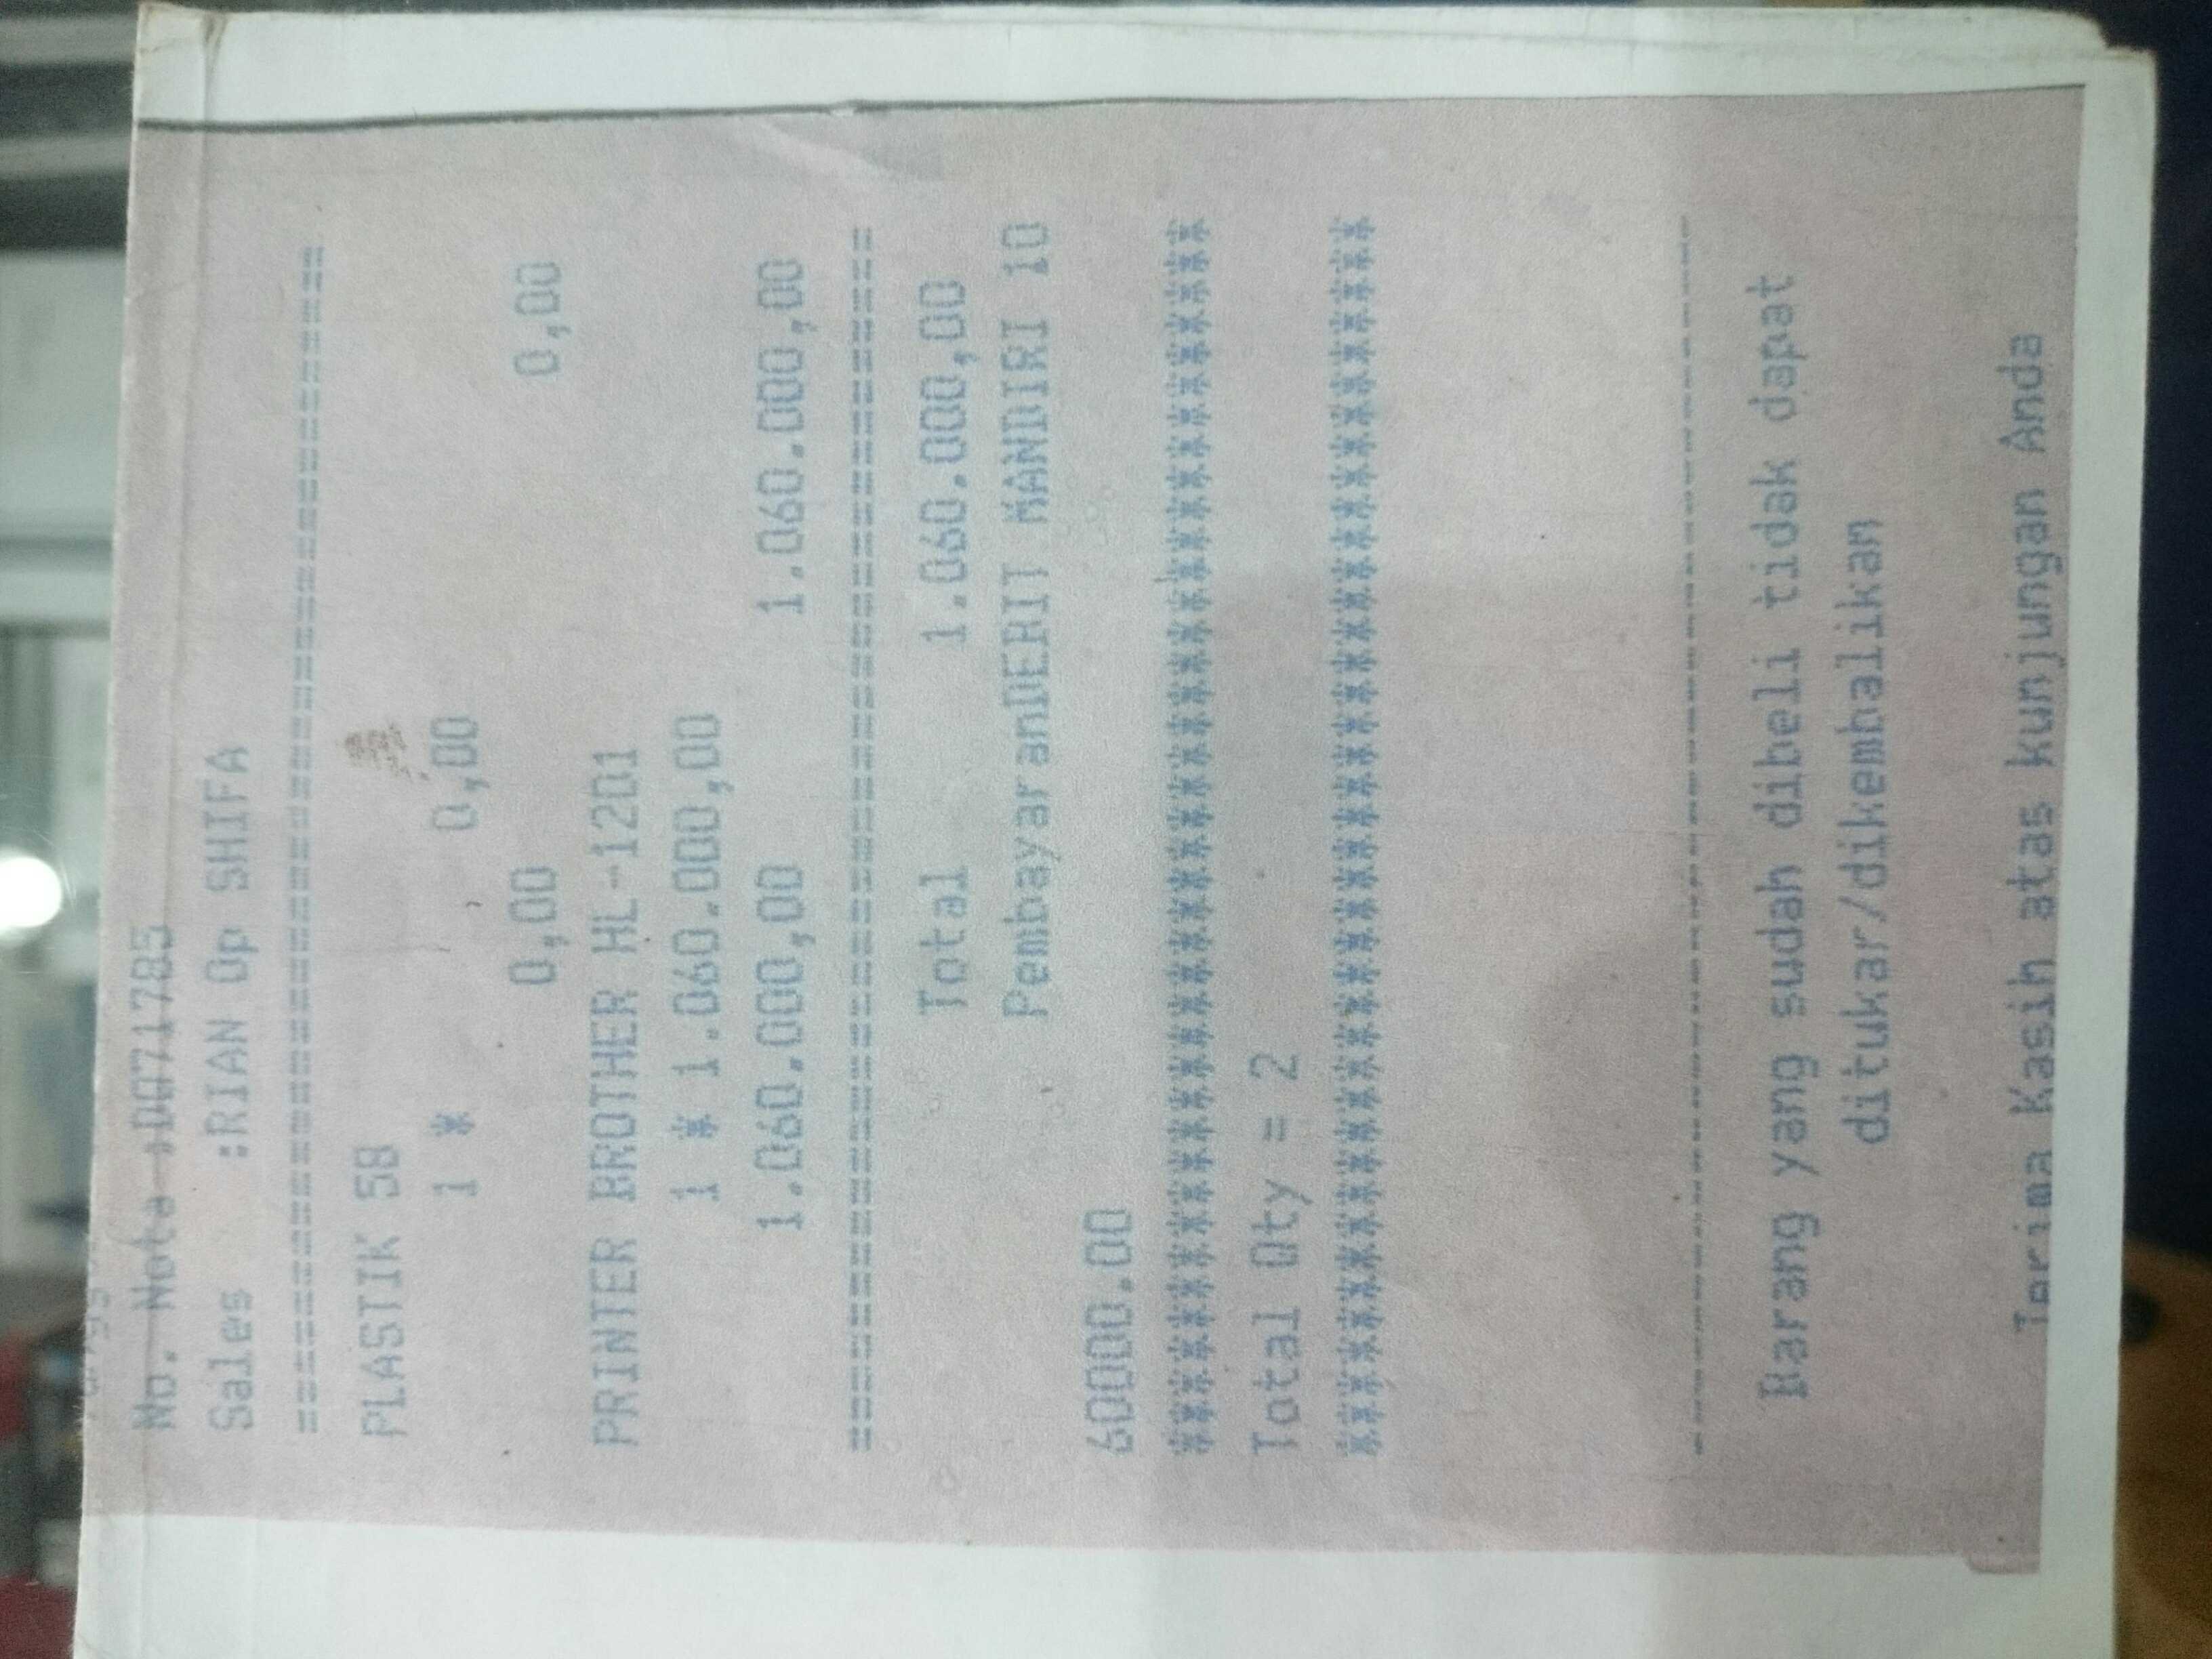 No. Nota :DQ71785
Sales :RIAN Op SHIFA
==========================================
PLASTIK 58
1 * 0,00
0,00 0,00
PRINTER BROTHER HL-1201
1 * 1.060.000,00
1.060.000,00 1.060.000,00
==========================================
Total 1.060.000,00
PembayaranDEBIT MANDIRI 10
60000.00
******************************************
Total Qty = 2
******************************************
------------------------------------------
Barang yang sudah dibeli tidak dapat
ditukar/dikembalikan
Terima Kasih atas kunjungan Anda